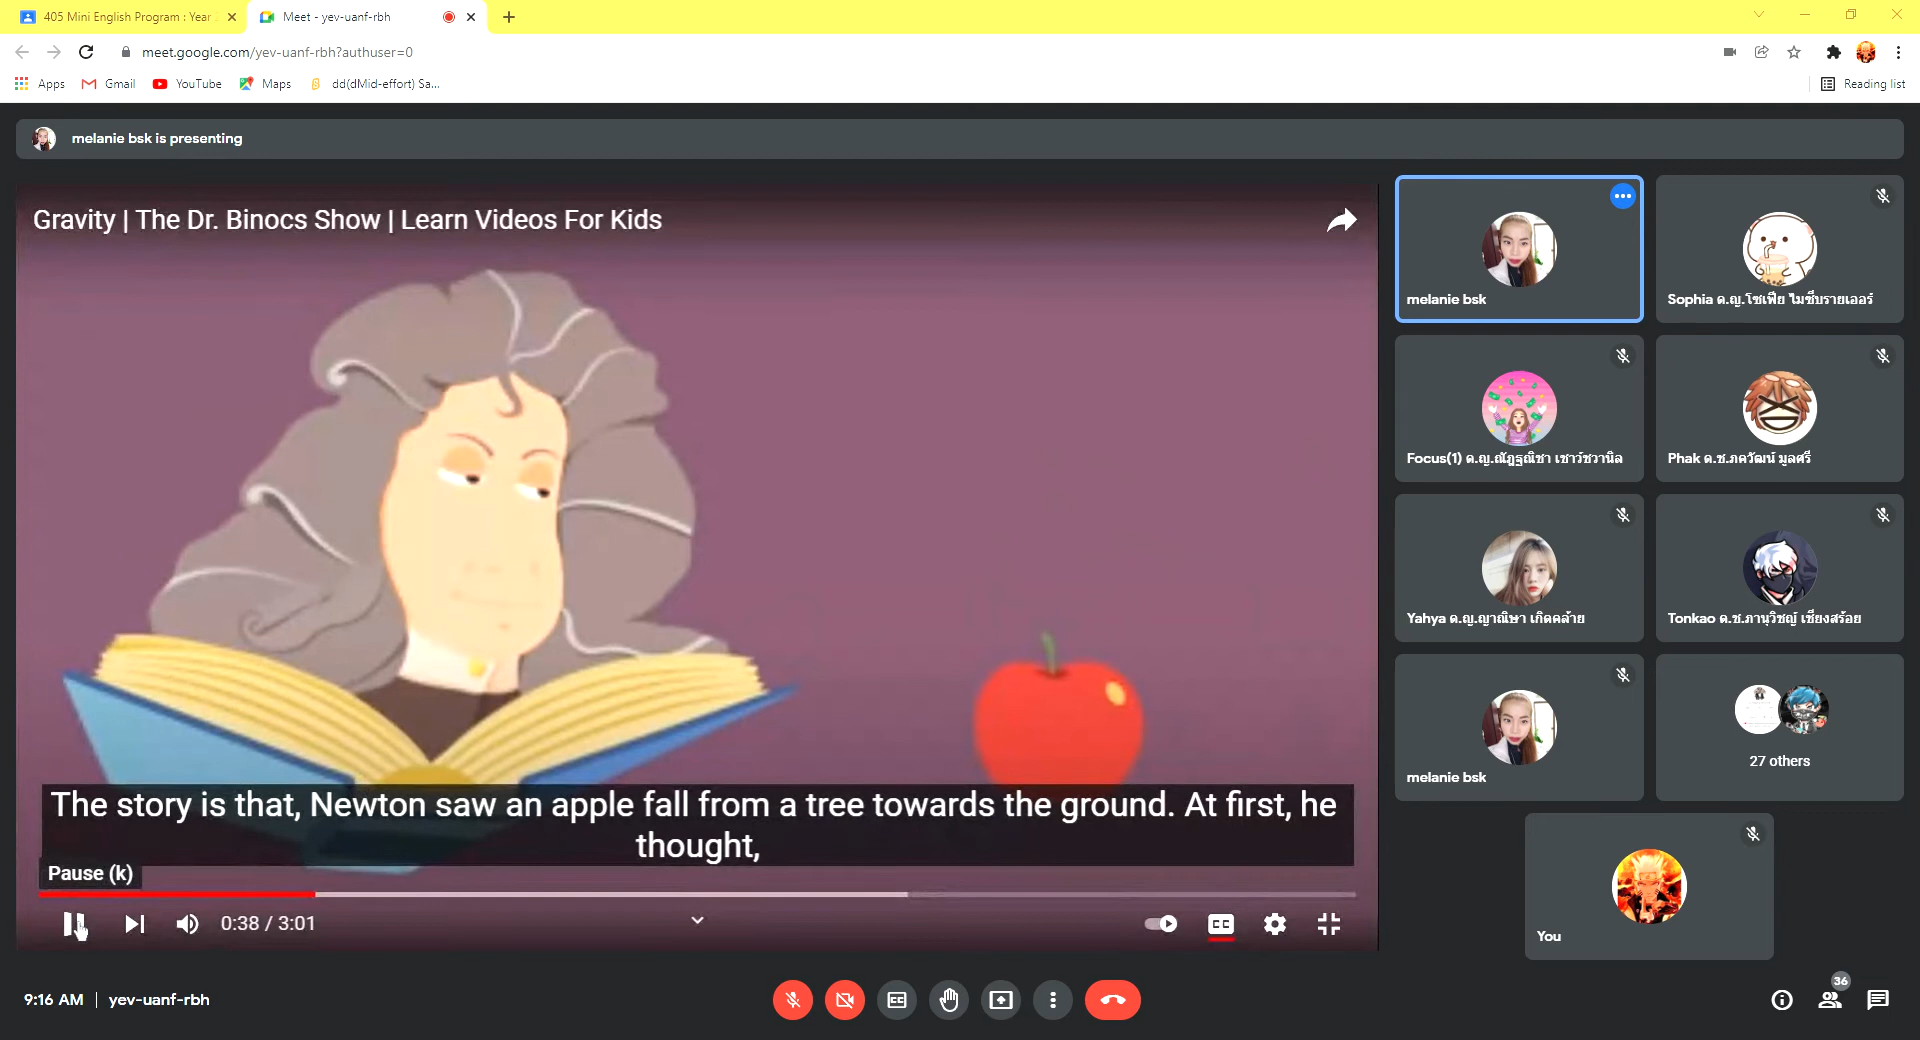 405 Mini English Program : Year
Meet - yev-uanf-rbh
meet.google.com/yev-uanf-rbh?authuser=0
Apps
Gmail
YouTube
Maps
dd(dMid-effort) Sa...
Reading list
melanie bsk is presenting
Gravity | The Dr. Binocs Show | Learn Videos For Kids
The story is that, Newton saw an apple fall from a tree towards the ground. At first, he
thought,
Pause (k)
0:38 / 3:01
CC
melanie bsk
Sophia ด.ญ.โซเฟีย ไมซ์บรายเออร์
Focus(1) ด.ญ.ณัฏฐณิชา เชาว์ชวานิล
Phak ด.ช.ภควัฒน์ มูลศรี
Yahya ด.ญ.ญาณิษา เกิดคล้าย
Tonkao ด.ช.ภานุวิชญ์ เชียงสร้อย
melanie bsk
27 others
You
9:16 AM | yev-uanf-rbh
36